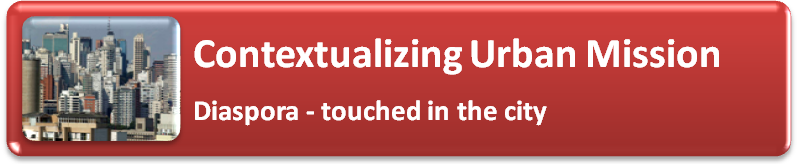 Contextualizing Urban Mission
Diaspora - touched in the city